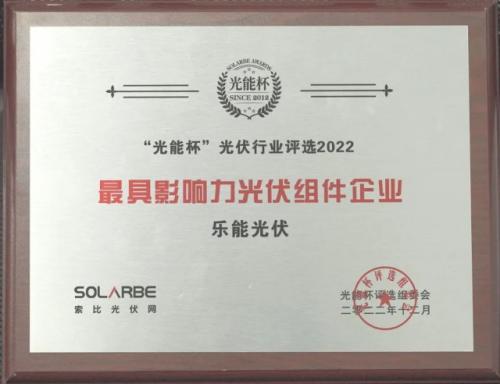 SOLARBE AWARDS
光能杯
SINCE 2012
“光能杯”光伏行业评选2022
最具影响力光伏组件企业
乐能光伏
SOLARBE
索比光伏网
光能杯评选组委会
二零二二年十二月